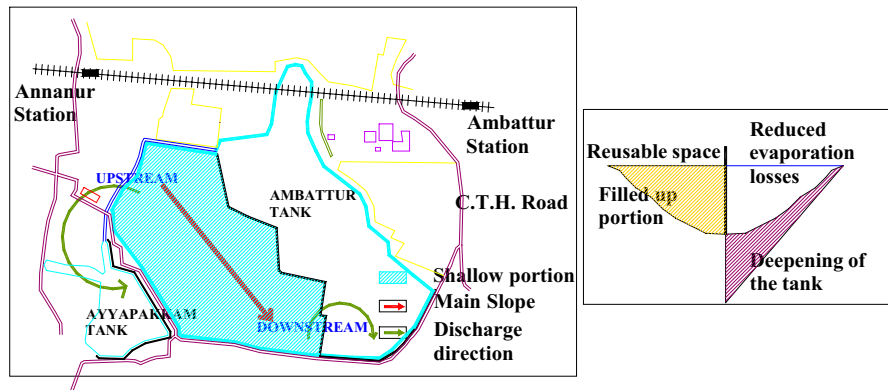 Annanur
Station
Ambattur
Station
UPSTREAM
AMBATTUR
TANK
C.T.H. Road
Shallow portion
Main Slope
AYYAPAKKAM
TANK
DOWNSTREAM
Discharge
direction
Reusable space
Reduced
evaporation
losses
Filled up
portion
Deepening of
the tank